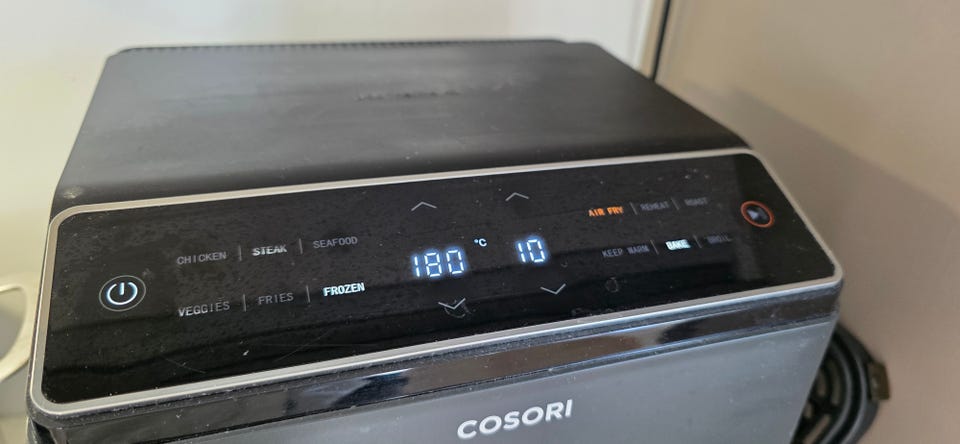 CHICKEN | STEAK | SEAFOOD
VEGGIES | FRIES | FROZEN
180 °C 10
AIR FRY | REHEAT | ROAST
KEEP WARM | BAKE | BROIL
COSORI